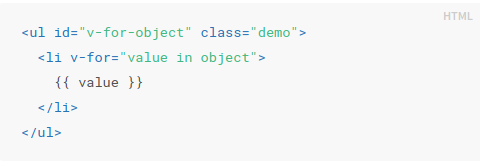 HTML
<ul id="v-for-object" class="demo">
  <li v-for="value in object">
    {{ value }}
  </li>
</ul>